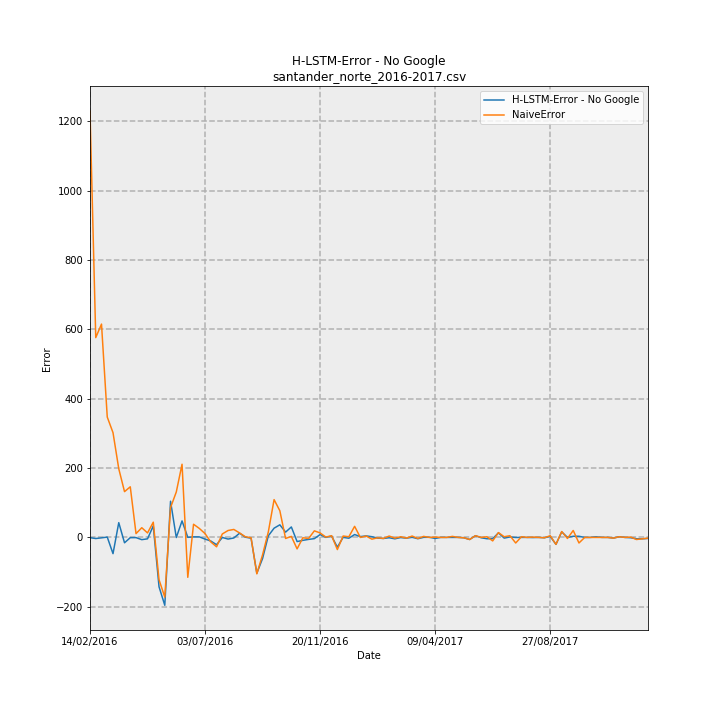 H-LSTM-Error - No Google
santander_norte_2016-2017.csv
H-LSTM-Error - No Google
NaiveError
1200
1000
800
600
400
200
0
−200
Error
14/02/2016
03/07/2016
20/11/2016
09/04/2017
27/08/2017
Date